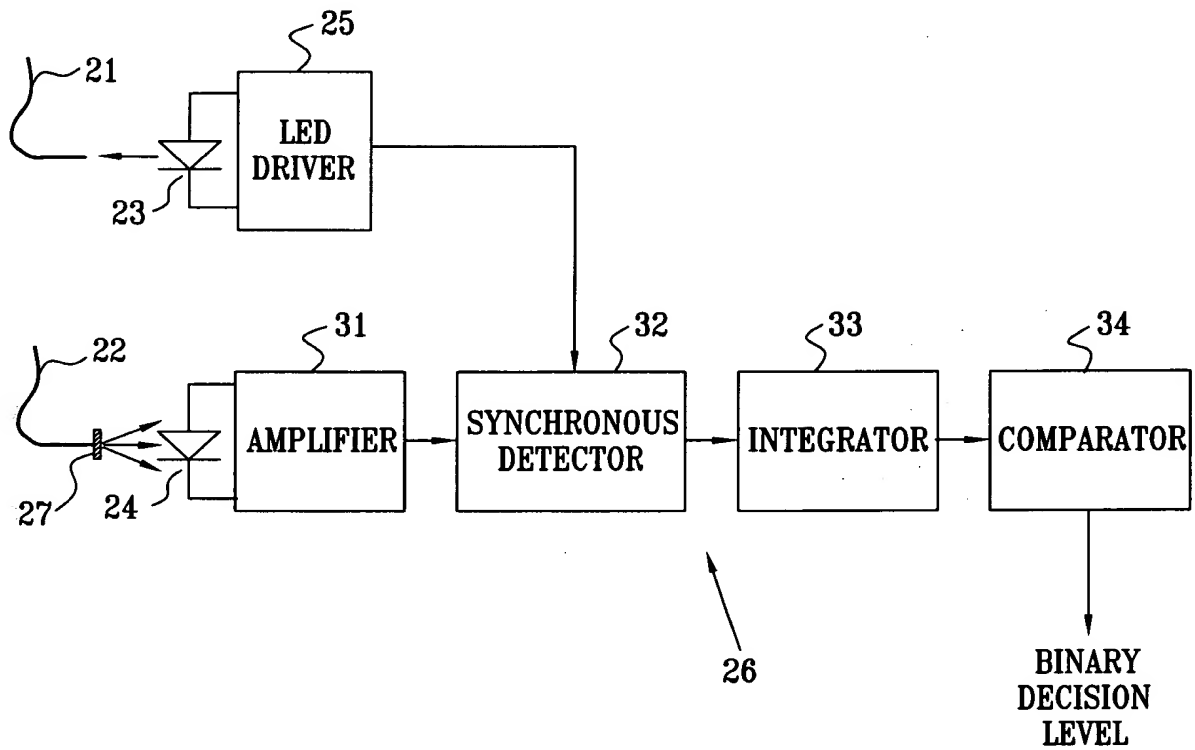 25
21
LED
DRIVER
23
31
32
33
34
22
AMPLIFIER
SYNCHRONOUS
DETECTOR
INTEGRATOR
COMPARATOR
27
24
26
BINARY
DECISION
LEVEL